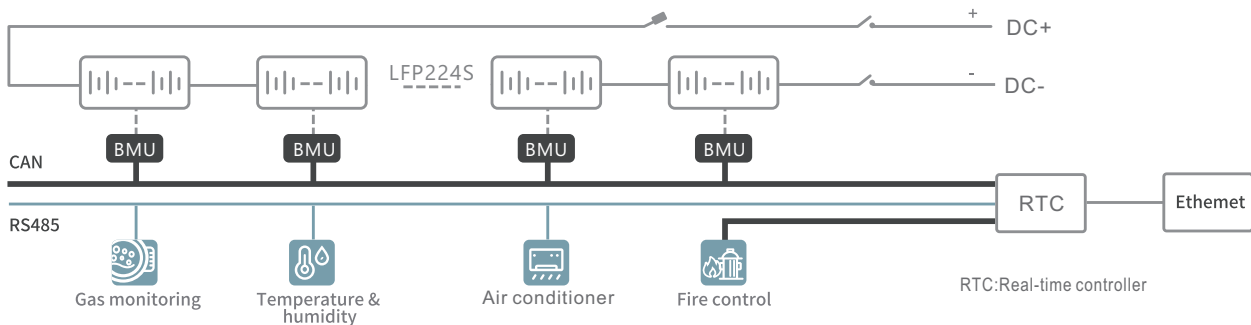 +
DC+
LFP224S
-
DC-
BMU
BMU
BMU
BMU
CAN
RTC
Ethemet
RS485
Gas monitoring
Temperature &
humidity
Air conditioner
Fire control
RTC:Real-time controller